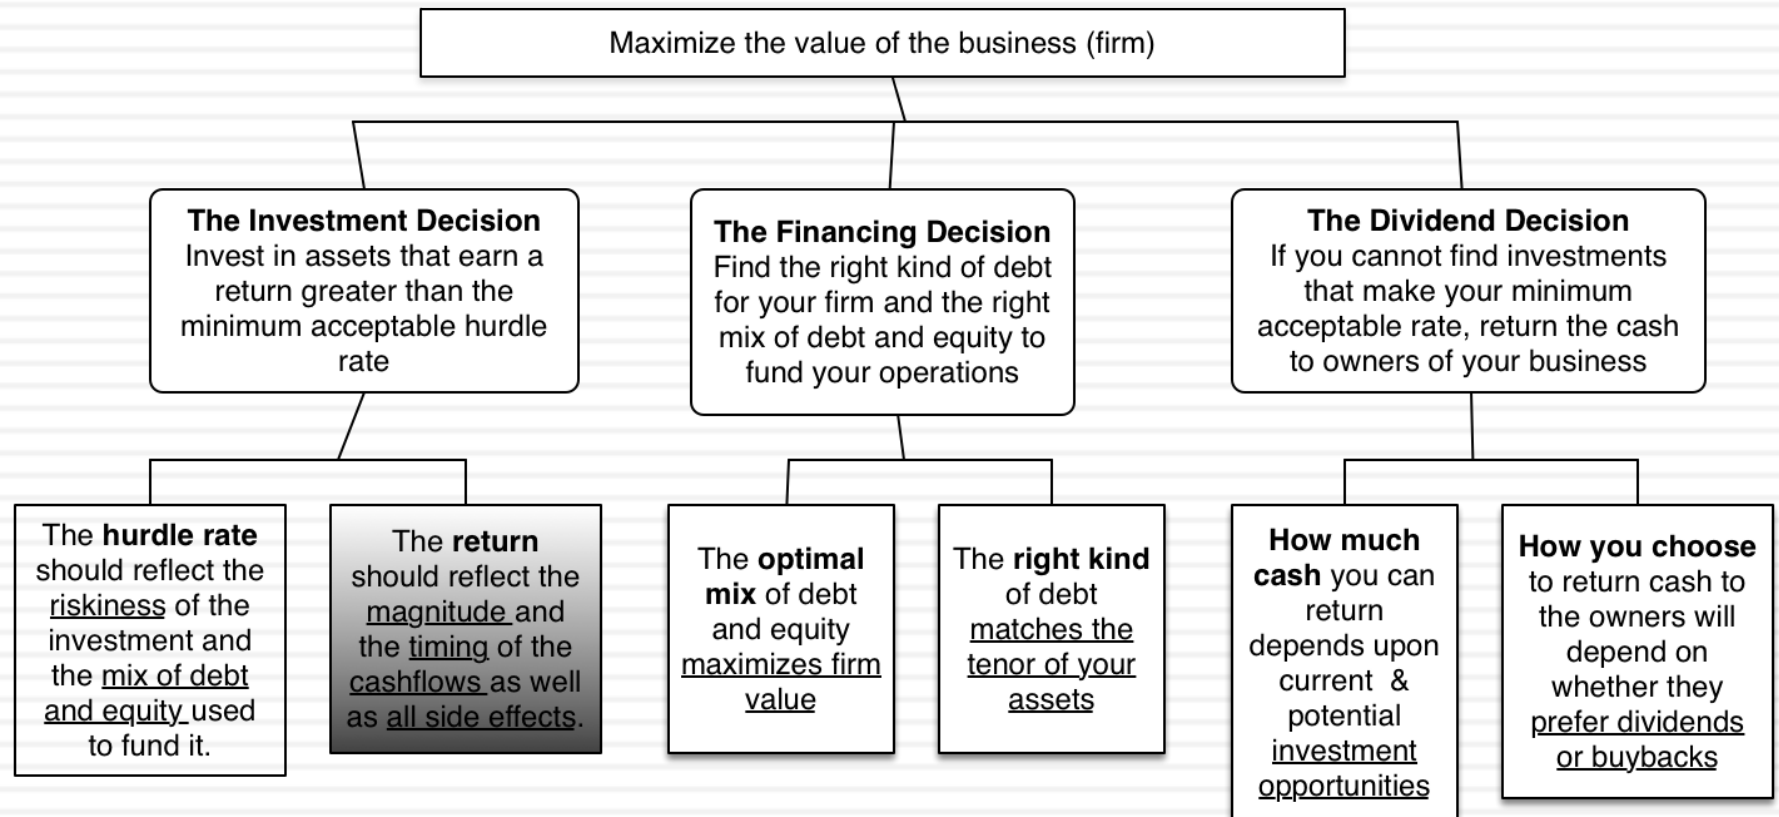 Maximize the value of the business (firm)
The Investment Decision
Invest in assets that earn a
return greater than the
minimum acceptable hurdle
rate
The Financing Decision
Find the right kind of debt
for your firm and the right
mix of debt and equity to
fund your operations
The Dividend Decision
If you cannot find investments
that make your minimum
acceptable rate, return the cash
to owners of your business
The hurdle rate
should reflect the
riskiness of the
investment and
the mix of debt
and equity used
to fund it.
The return
should reflect the
magnitude and
the timing of the
cashflows as well
as all side effects.
The optimal
mix of debt
and equity
maximizes firm
value
The right kind
of debt
matches the
tenor of your
assets
How much
cash you can
return
depends upon
current &
potential
investment
opportunities
How you choose
to return cash to
the owners will
depend on
whether they
prefer dividends
or buybacks